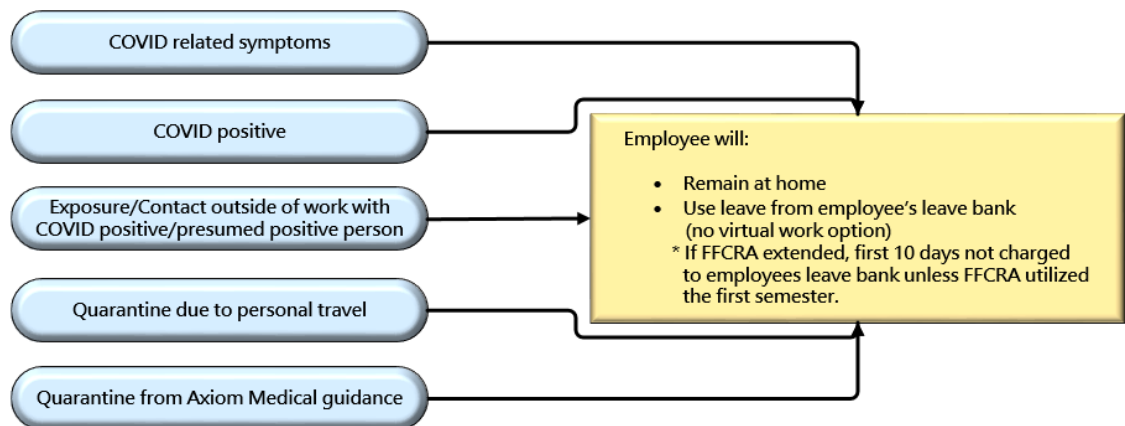 COVID related symptoms
COVID positive
Exposure/Contact outside of work with
COVID positive/presumed positive person
Quarantine due to personal travel
Quarantine from Axiom Medical guidance
Employee will:
• Remain at home
• Use leave from employee's leave bank
(no virtual work option)
* If FFCRA extended, first 10 days not charged
to employees leave bank unless FFCRA utilized
the first semester.